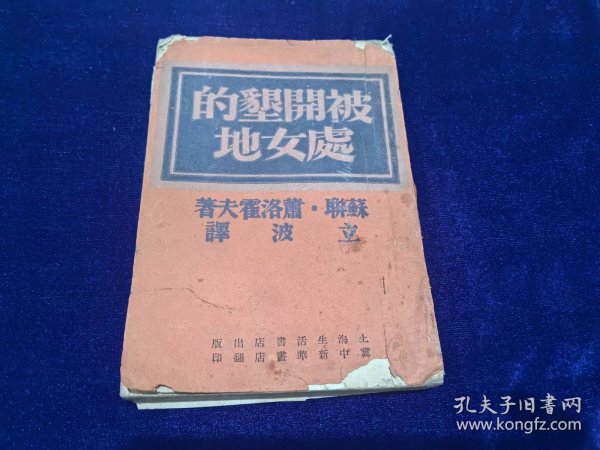 被開墾的
處女地
蘇聯·蕭洛霍夫著
立波譯
上海生活書店出版
冀中新華書店翻印
孔夫子旧書网
www.kongfz.com